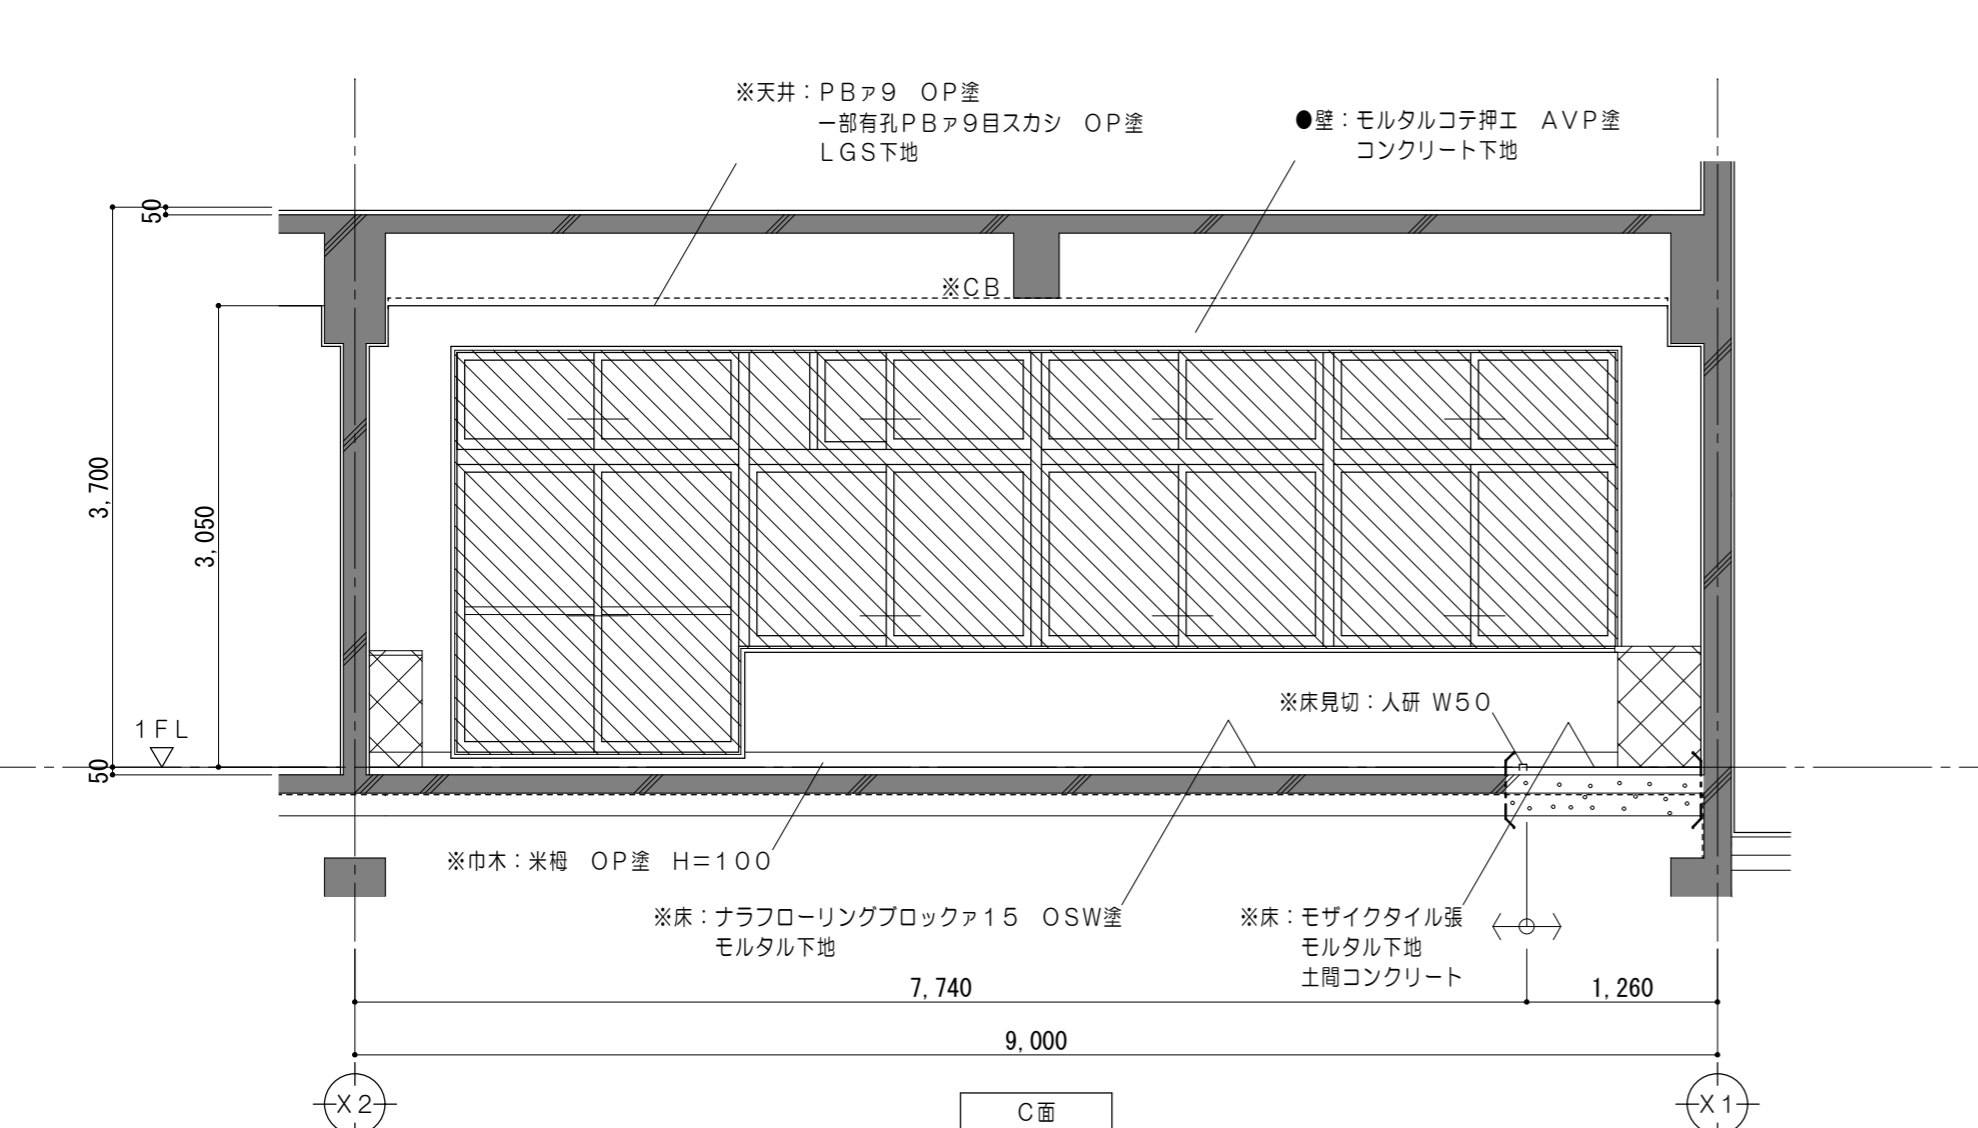 ※天井：ＰＢァ９　ＯＰ塗
一部有孔ＰＢァ９目スカシ　ＯＰ塗
ＬＧＳ下地
●壁：モルタルコテ押エ　ＡＶＰ塗
コンクリート下地
50
※ＣＢ
3,700
3,050
※床見切：人研 Ｗ５０
１ＦＬ
50
※巾木：米栂　ＯＰ塗　Ｈ＝１００
※床：ナラフローリングブロックァ１５　ＯＳＷ塗
モルタル下地
※床：モザイクタイル張
モルタル下地
土間コンクリート
7,740
1,260
9,000
Ｘ２
Ｃ面
Ｘ１